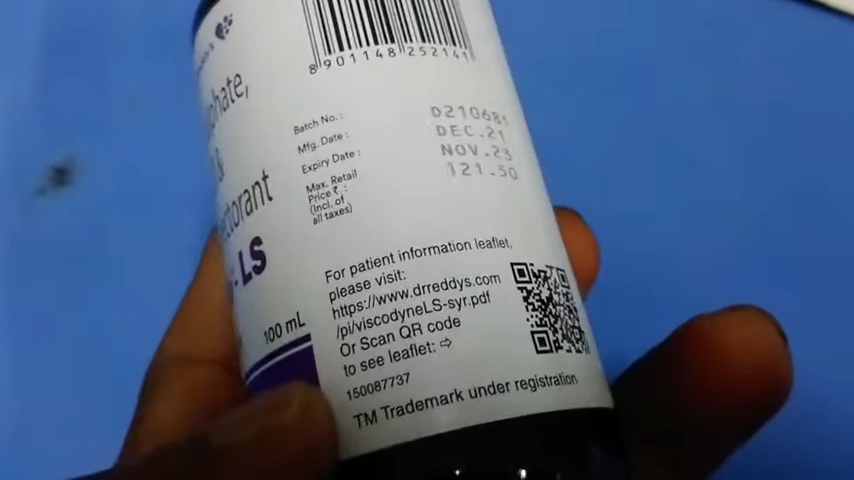 8901148252141
Batch No.: D210681
Mfg. Date: DEC.21
Expiry Date: NOV.23
Max. Retail
Price ₹.: 121.50
(Incl. of
all taxes)
-LS
100 mL
For patient information leaflet,
please visit:
https://www.drreddys.com
/pi/viscodyneLS-syr.pdf
Or Scan QR code
to see leaflet:⇨
150087737
TM Trademark under registration